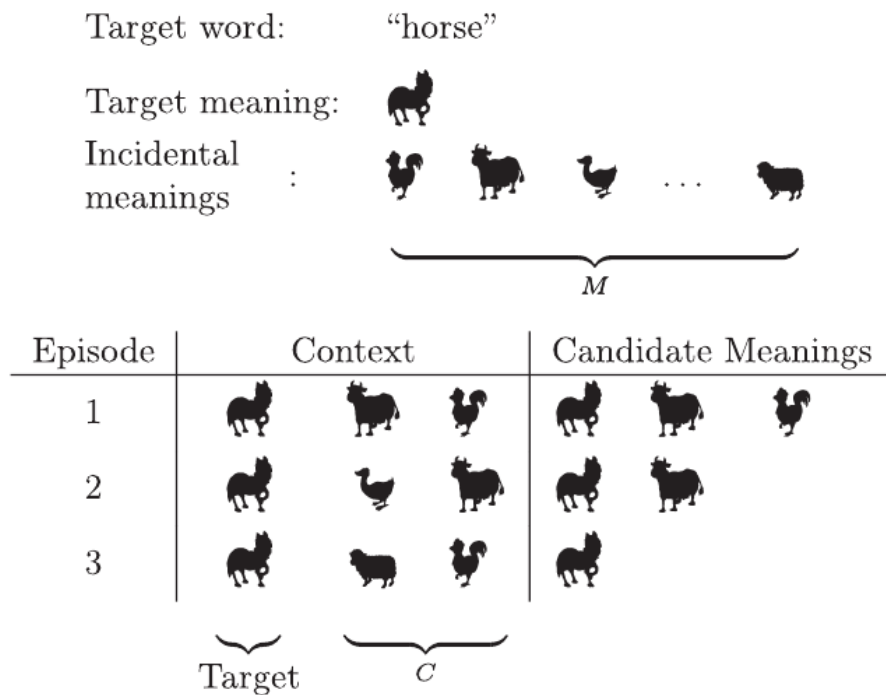 Target word: “horse”
Target meaning:
Incidental
meanings :
. . .
M
Episode Context Candidate Meanings
1
2
3
Target C